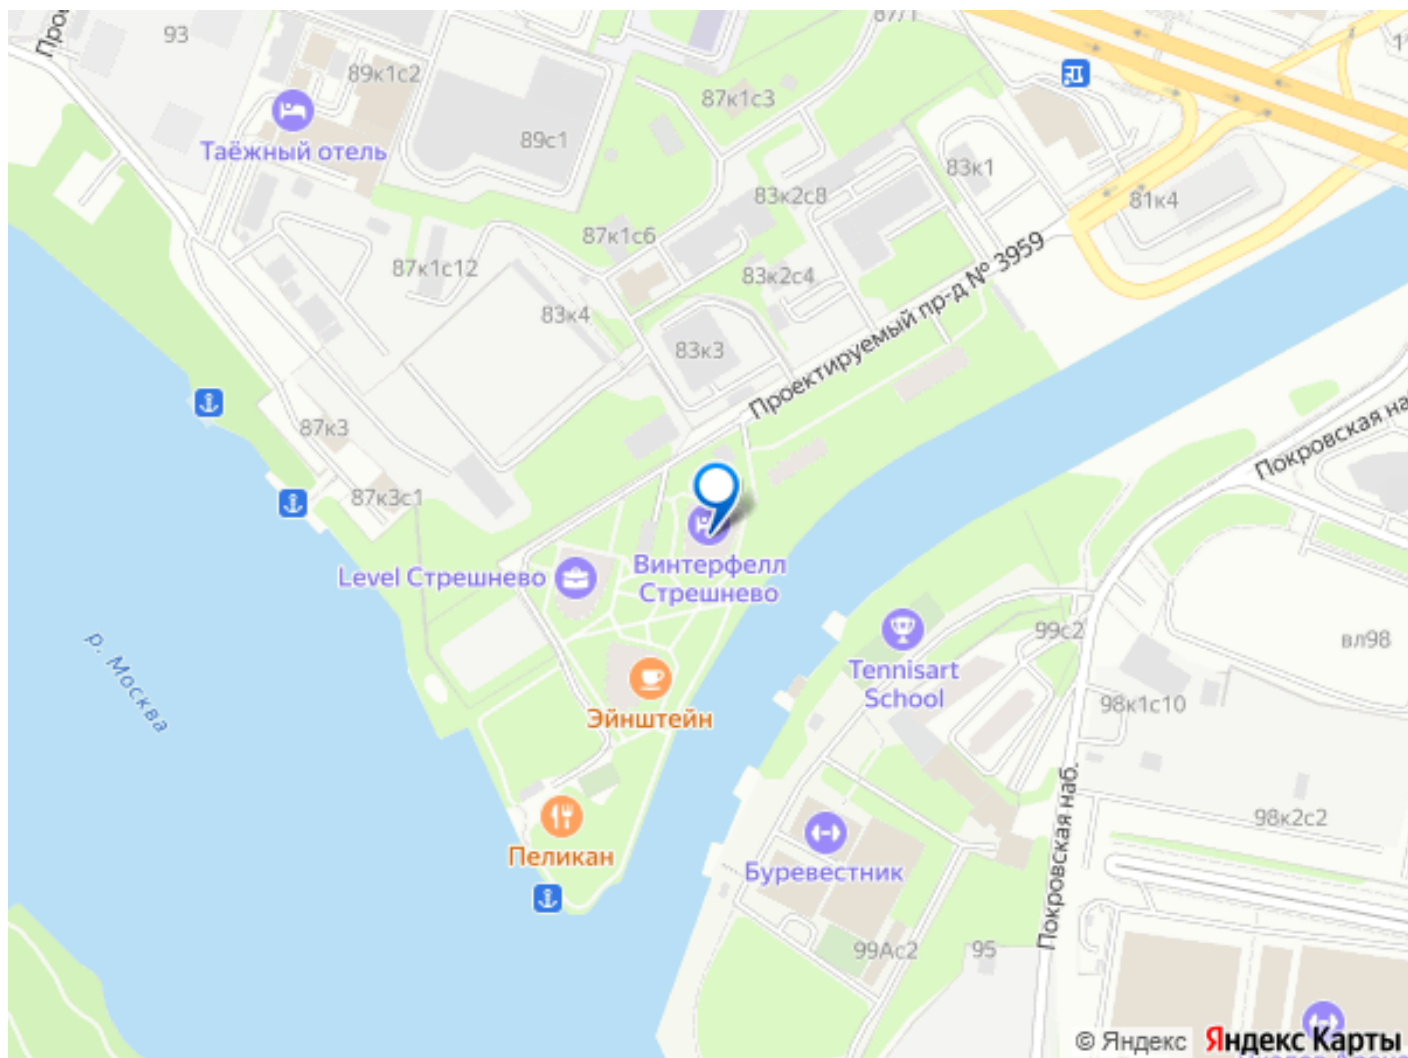 93
87/1
89к1с2
87к1с3
Таёжный отель
89с1
83к1
83к2с8
81к4
87к1с6
87к1с12
83к2с4
Проектируемый пр-д № 3959
83к4
83к3
87к3
Покровская на
87к3с1
Level Стрешнево
Винтерфелл
Стрешнево
р. Москва
99с2
вл98
Tennisart
School
98к1с10
Эйнштейн
Покровская наб.
98к2с2
Пеликан
Буревестник
99Ас2
95
© Яндекс
Яндекс Карты